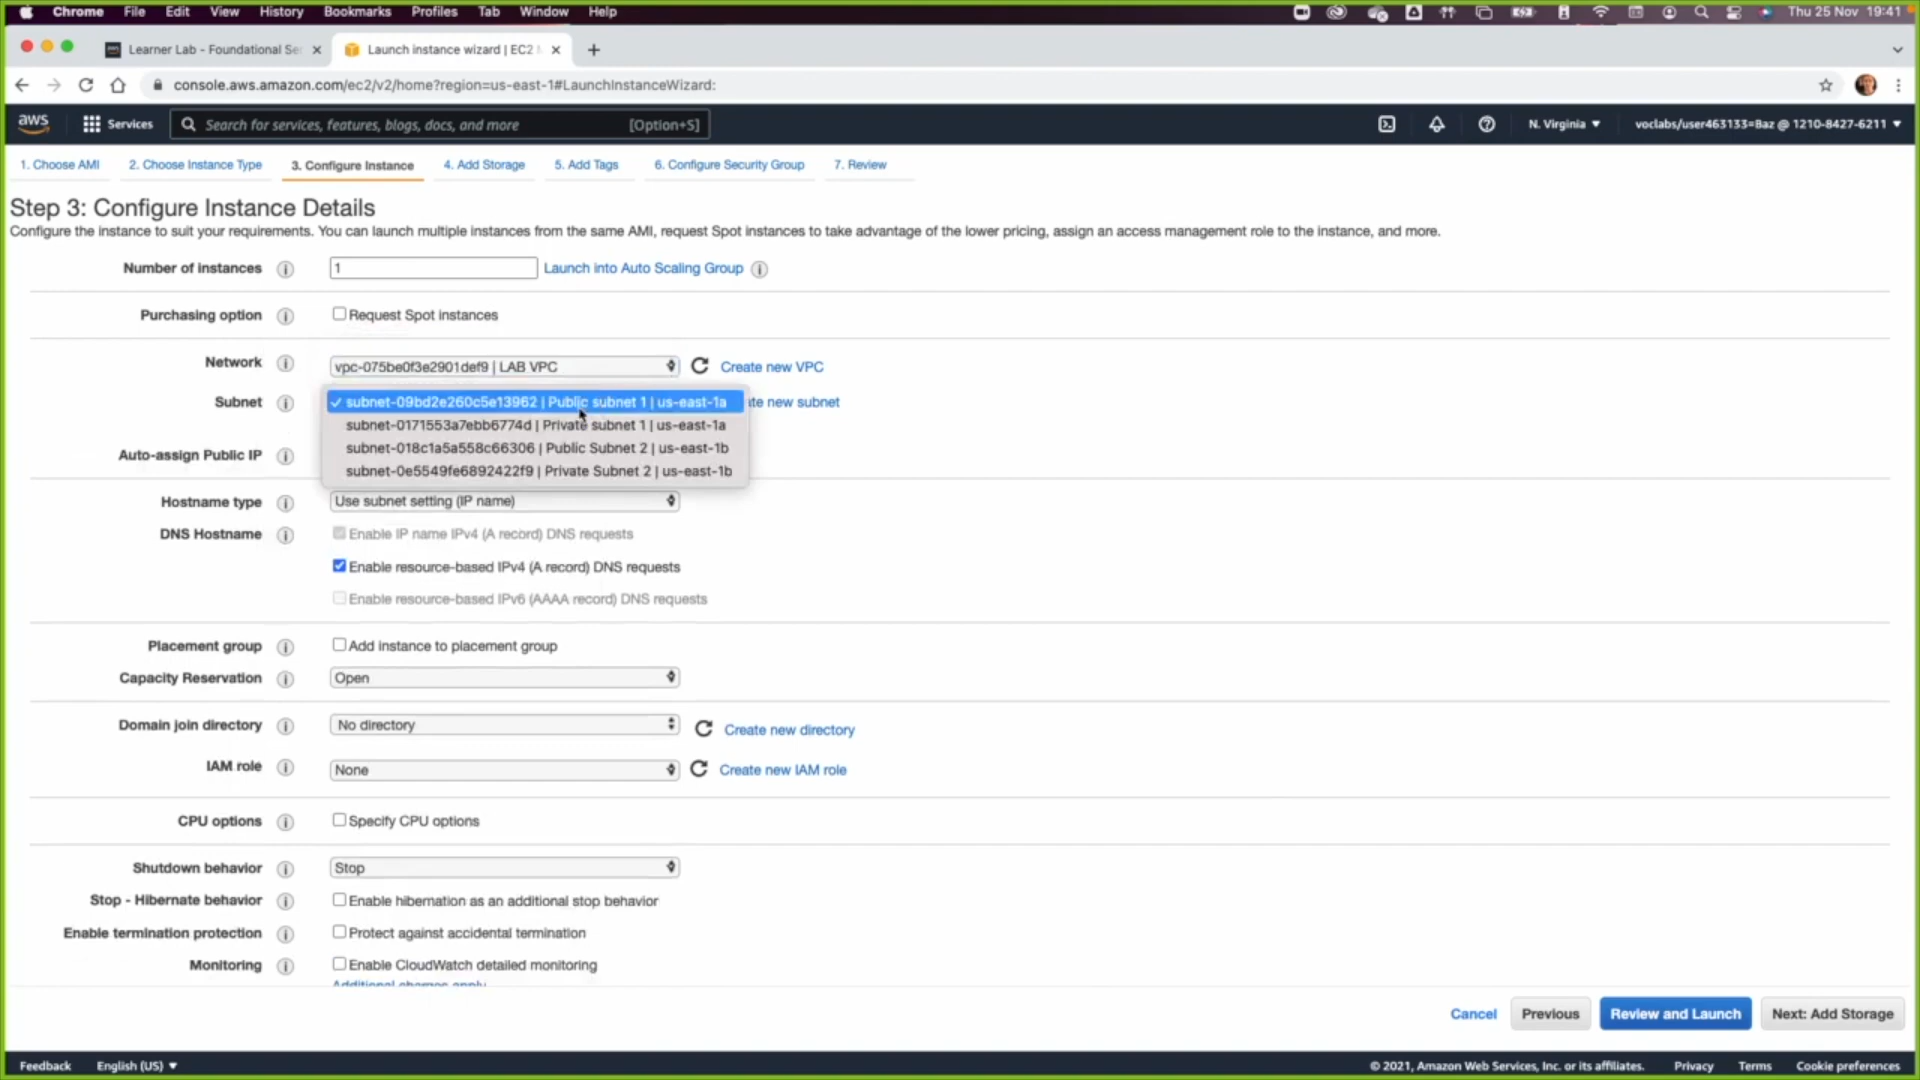 Chrome File Edit View History Bookmarks Profiles Tab Window Help Thu 25 Nov 19:41
Learner Lab - Foundational Se Launch instance wizard | EC2
console.aws.amazon.com/ec2/v2/home?region=us-east-1#LaunchInstanceWizard:
aws Services Search for services, features, blogs, docs, and more [Option+S] N. Virginia voclabs/user463133=Baz @ 1210-8427-6211
1. Choose AMI 2. Choose Instance Type 3. Configure Instance 4. Add Storage 5. Add Tags 6. Configure Security Group 7. Review
Step 3: Configure Instance Details
Configure the instance to suit your requirements. You can launch multiple instances from the same AMI, request Spot instances to take advantage of the lower pricing, assign an access management role to the instance, and more.
Number of instances 1 Launch into Auto Scaling Group
Purchasing option Request Spot instances
Network vpc-075be0f3e2901def9 | LAB VPC Create new VPC
Subnet subnet-09bd2e260c5e13962 | Public subnet 1 | us-east-1a te new subnet
subnet-0171553a7ebb6774d | Private subnet 1 | us-east-1a
subnet-018c1a5a558c66306 | Public Subnet 2 | us-east-1b
Auto-assign Public IP
subnet-0e5549fe6892422f9 | Private Subnet 2 | us-east-1b
Hostname type Use subnet setting (IP name)
DNS Hostname Enable IP name IPv4 (A record) DNS requests
Enable resource-based IPv4 (A record) DNS requests
Enable resource-based IPv6 (AAAA record) DNS requests
Placement group Add instance to placement group
Capacity Reservation Open
Domain join directory No directory Create new directory
IAM role None Create new IAM role
CPU options Specify CPU options
Shutdown behavior Stop
Stop - Hibernate behavior Enable hibernation as an additional stop behavior
Enable termination protection Protect against accidental termination
Monitoring Enable CloudWatch detailed monitoring
Additional charges apply.
Cancel Previous Review and Launch Next: Add Storage
Feedback English (US) © 2021, Amazon Web Services, Inc. or its affiliates. Privacy Terms Cookie preferences